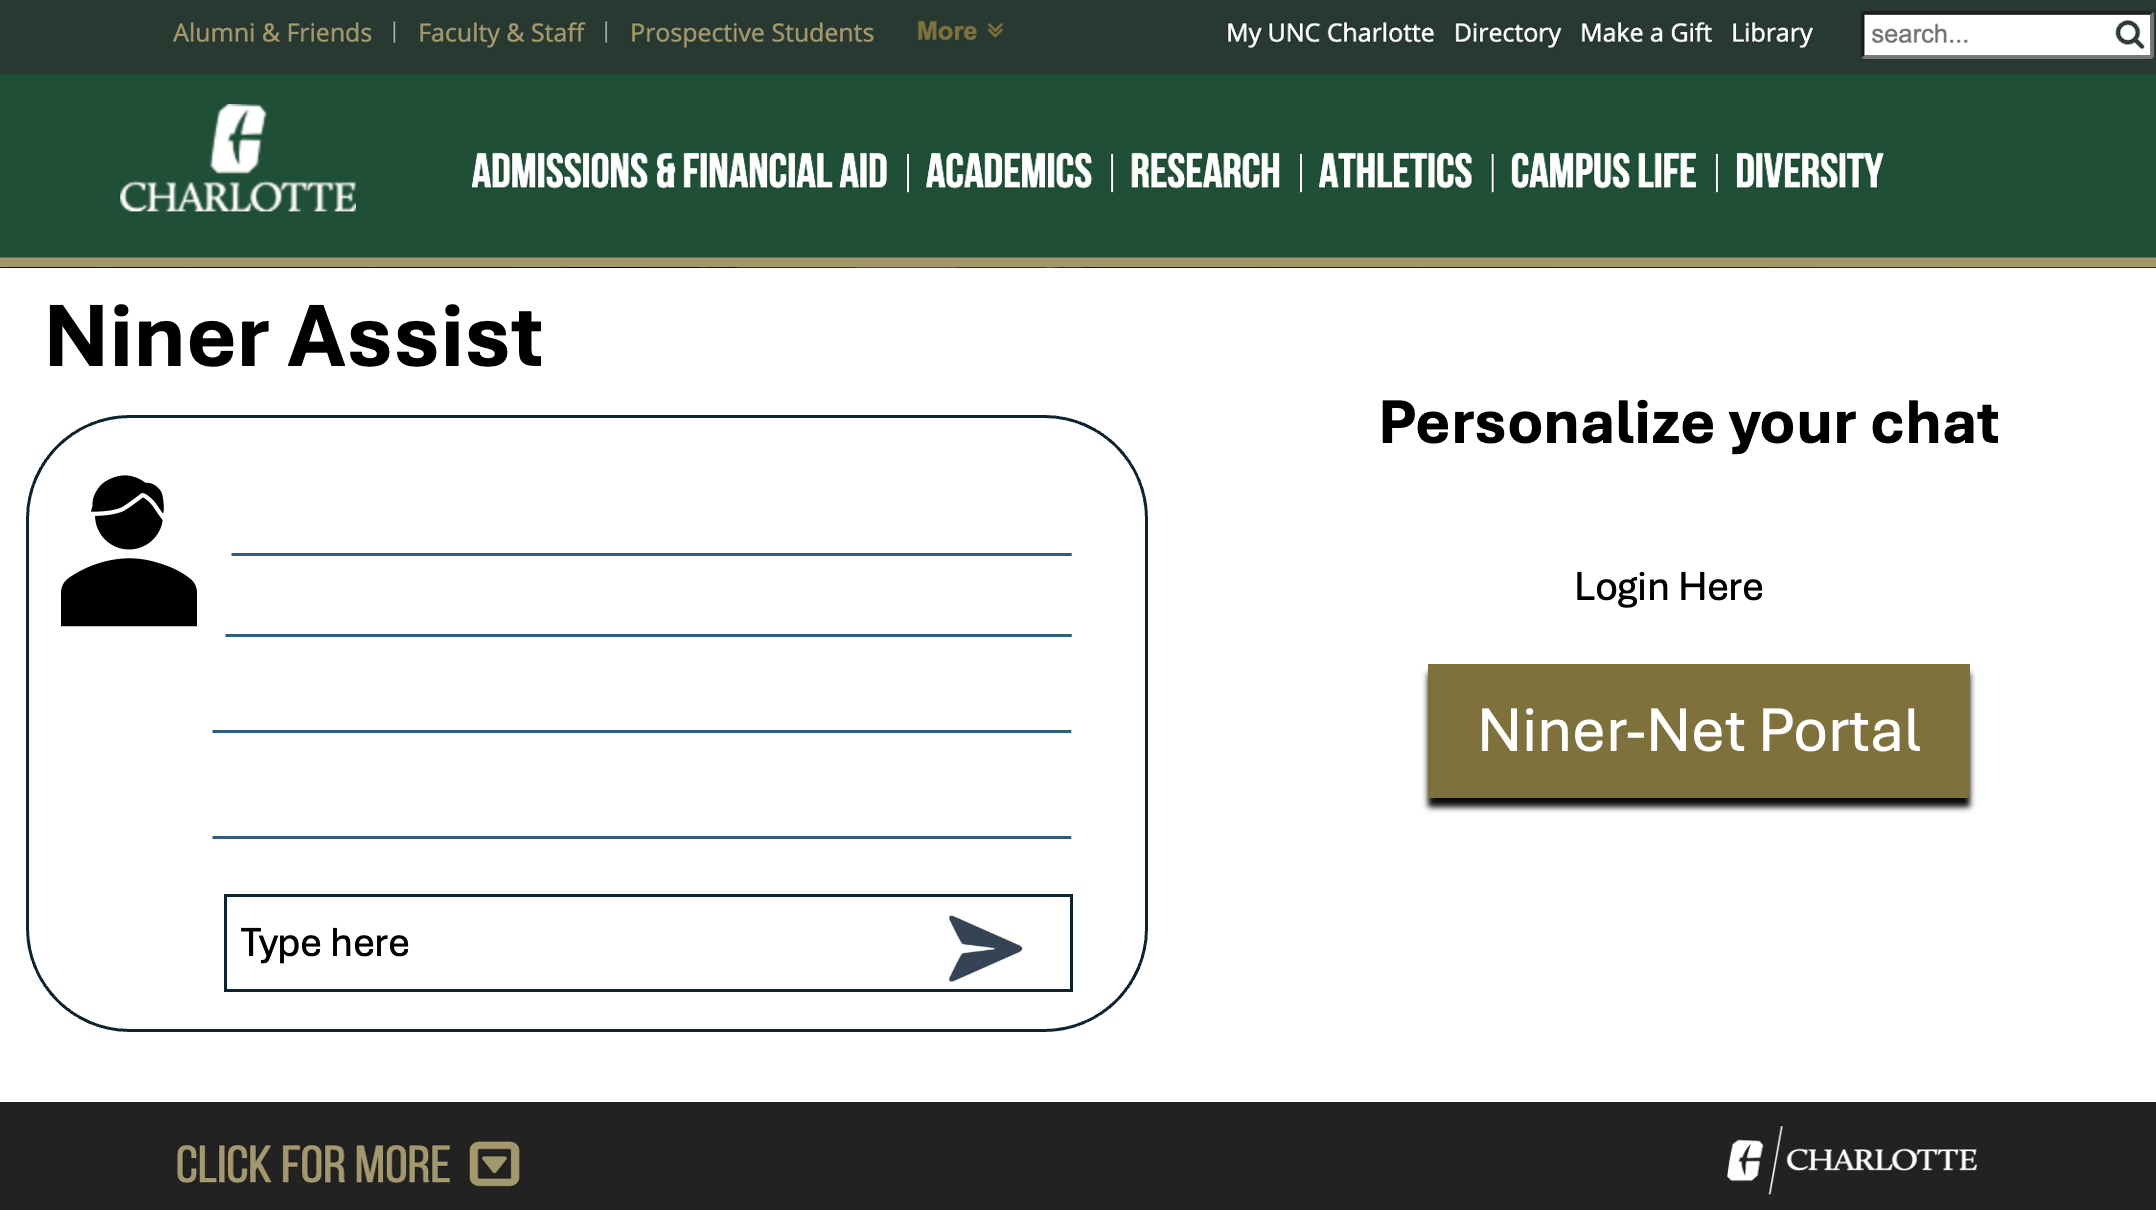 Alumni & Friends | Faculty & Staff | Prospective Students More My UNC Charlotte Directory Make a Gift Library search...
CHARLOTTE
ADMISSIONS & FINANCIAL AID | ACADEMICS | RESEARCH | ATHLETICS | CAMPUS LIFE | DIVERSITY
Niner Assist
Personalize your chat
Login Here
Niner-Net Portal
Type here
CLICK FOR MORE
CHARLOTTE